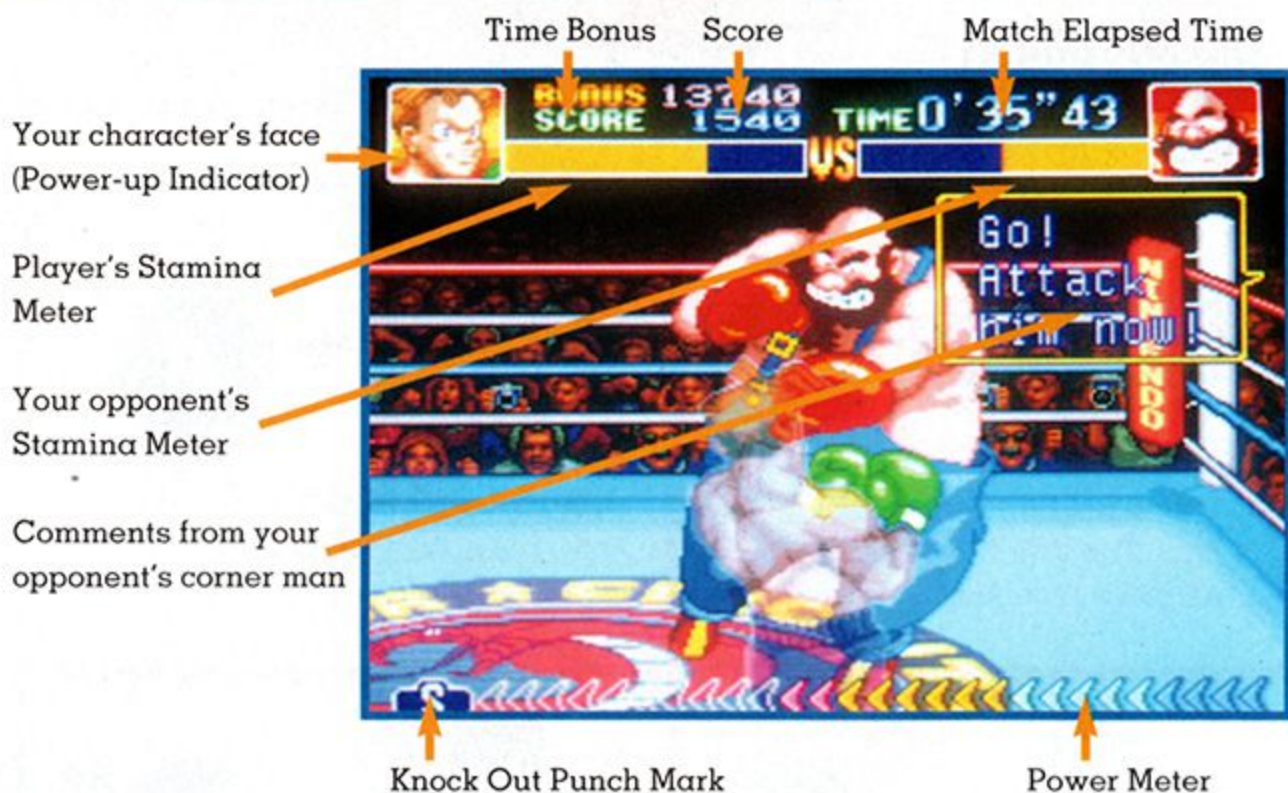 Time Bonus Score Match Elapsed Time
BONUS 13740
SCORE 1540 TIME 0'35"43
Your character's face
(Power-up Indicator)
VS
Player's Stamina
Meter
Go!
Attack
him now!
NINTENDO
Your opponent's
Stamina Meter
Comments from your
opponent's corner man
S
Knock Out Punch Mark Power Meter